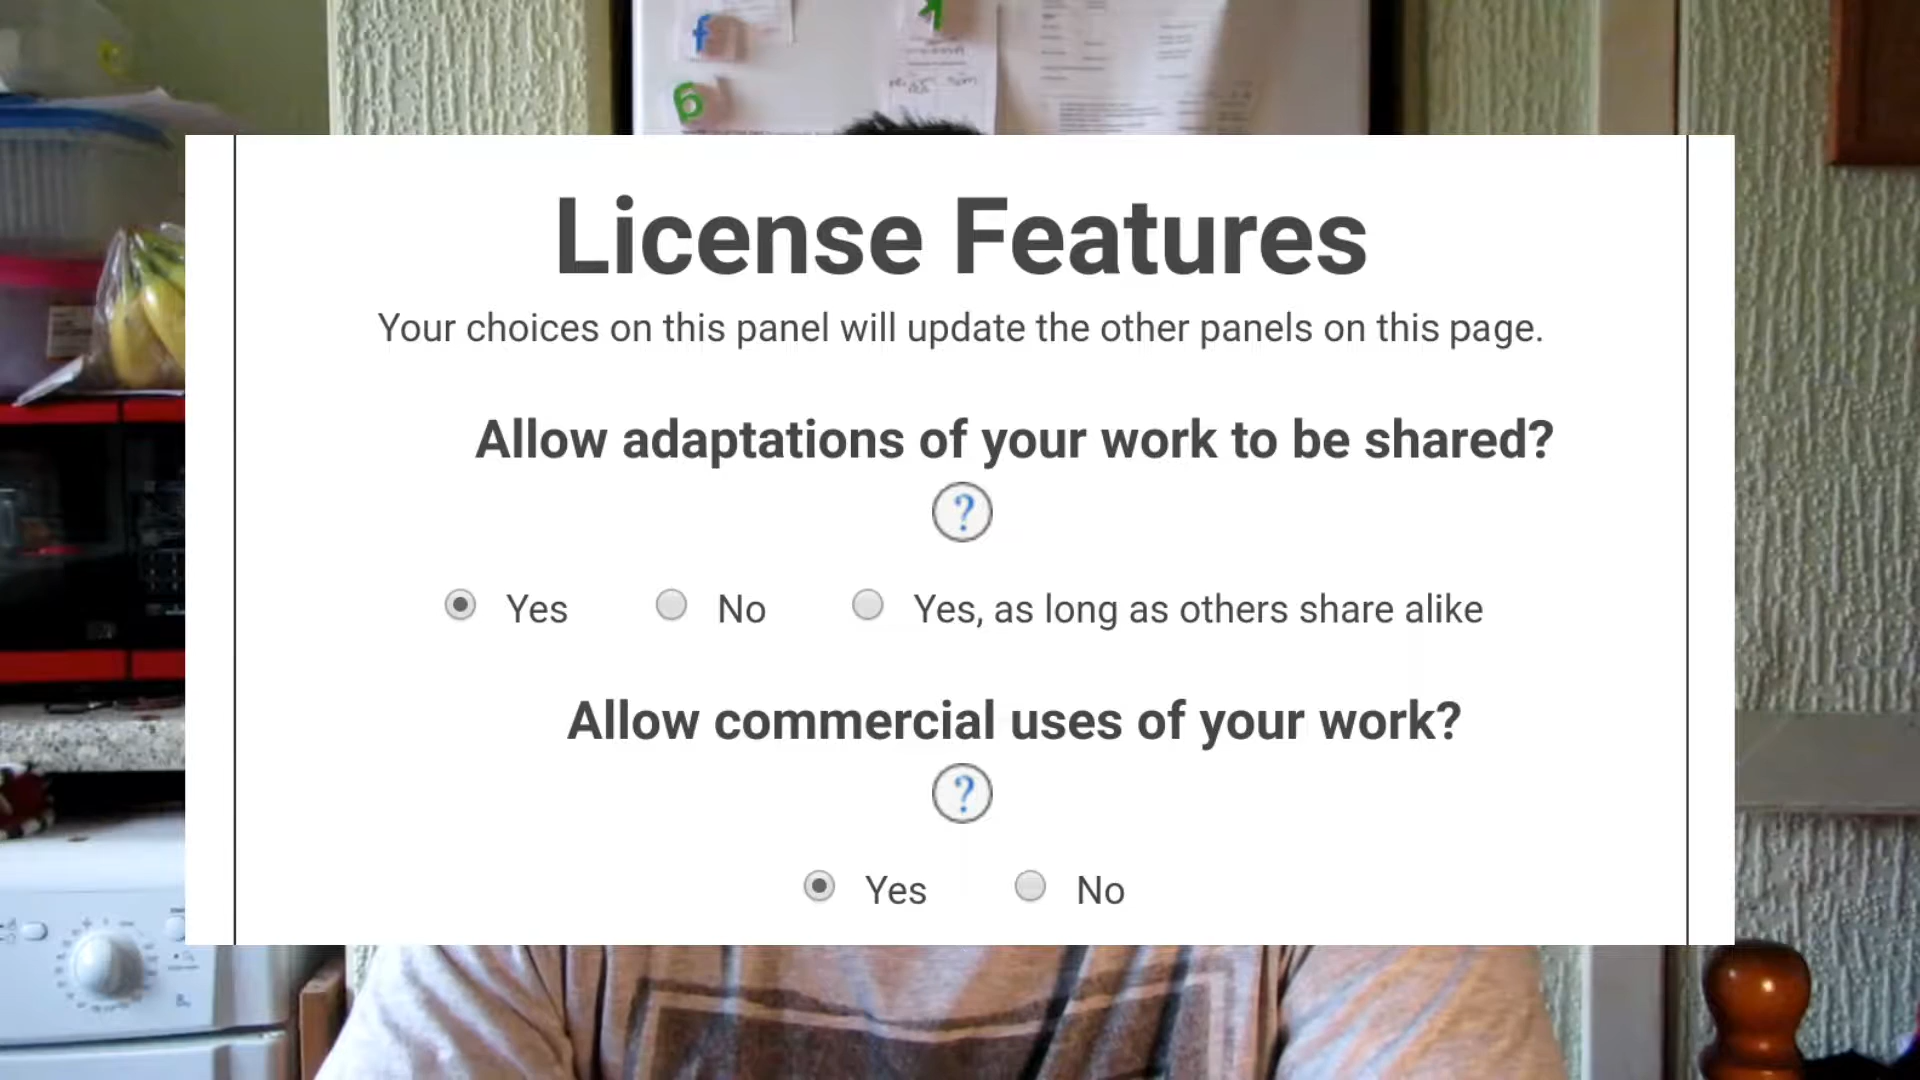 f
6
License Features
Your choices on this panel will update the other panels on this page.
Allow adaptations of your work to be shared?
?
Yes No Yes, as long as others share alike
Allow commercial uses of your work?
?
Yes No